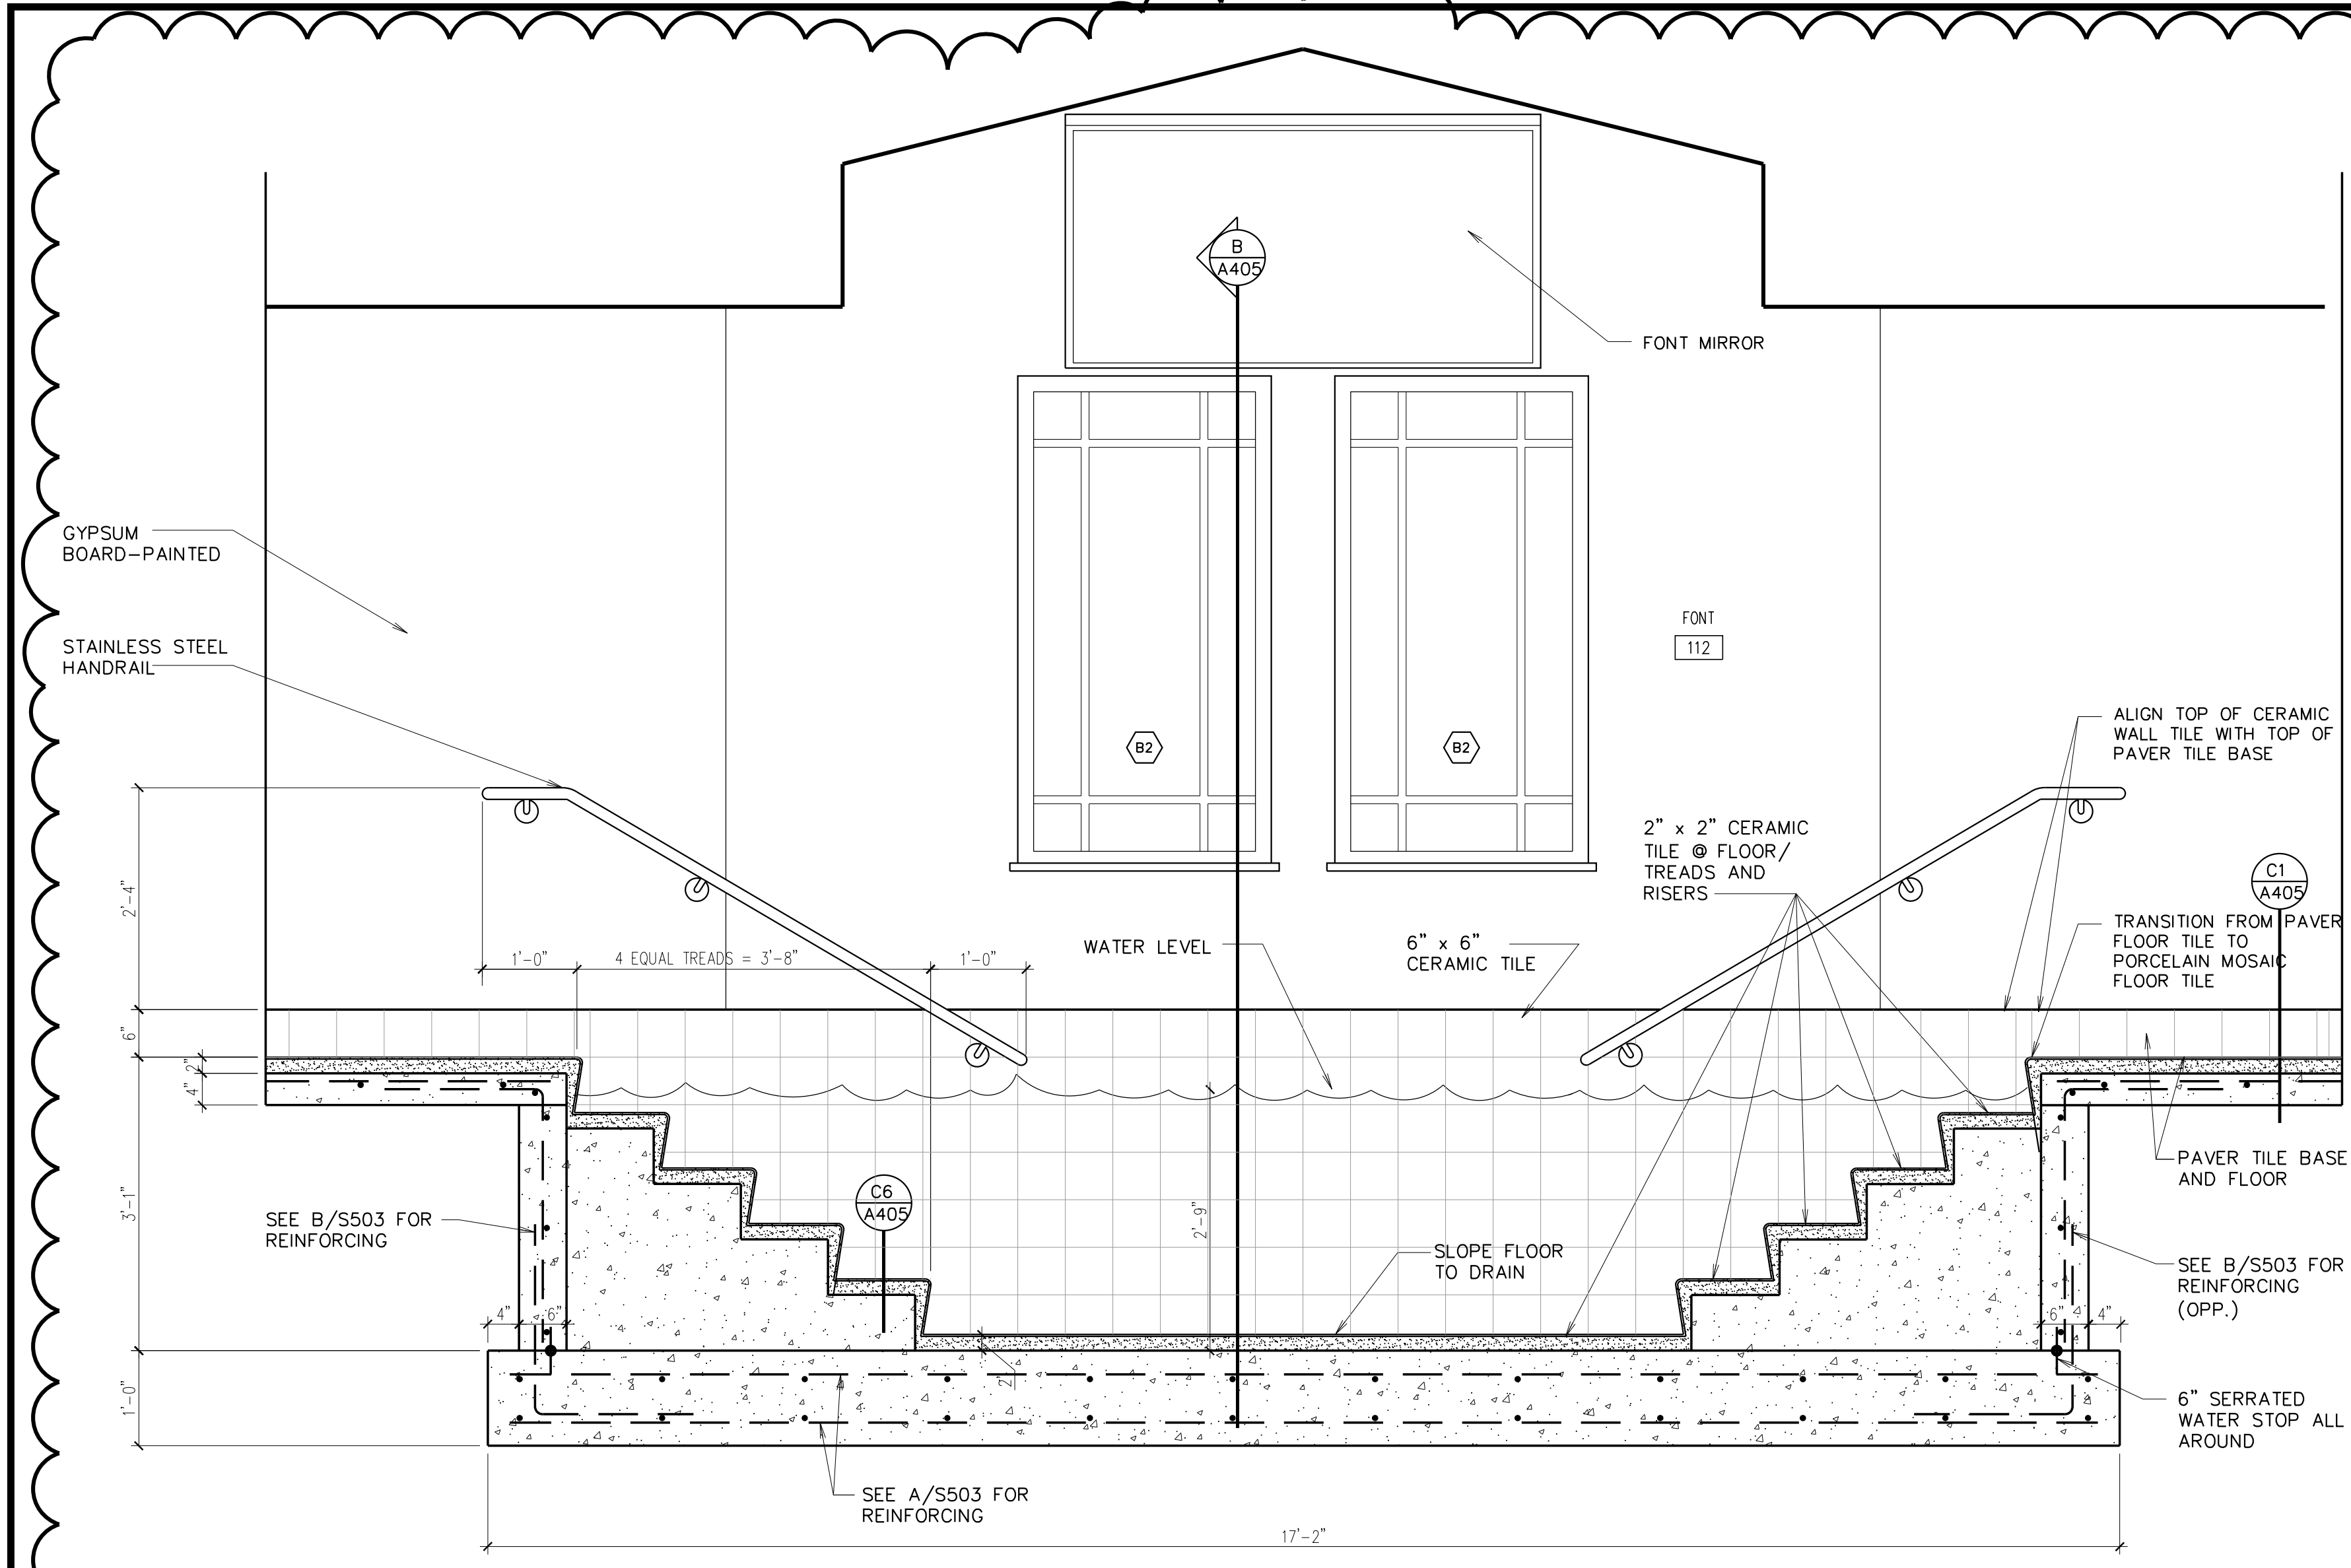 B
A405
FONT MIRROR
GYPSUM
BOARD-PAINTED
STAINLESS STEEL
HANDRAIL
FONT
112
ALIGN TOP OF CERAMIC
WALL TILE WITH TOP OF
PAVER TILE BASE
B2
B2
2" x 2" CERAMIC
TILE @ FLOOR/
TREADS AND
RISERS
C1
A405
2'-4"
TRANSITION FROM PAVER
FLOOR TILE TO
PORCELAIN MOSAIC
FLOOR TILE
1'-0"
4 EQUAL TREADS = 3'-8"
1'-0"
WATER LEVEL
6" x 6"
CERAMIC TILE
6"
2"
4"
PAVER TILE BASE
AND FLOOR
3'-1"
C6
A405
SEE B/S503 FOR
REINFORCING
2'-9"
SLOPE FLOOR
TO DRAIN
SEE B/S503 FOR
REINFORCING
(OPP.)
4"
6"
6"
4"
2"
1'-0"
6" SERRATED
WATER STOP ALL
AROUND
SEE A/S503 FOR
REINFORCING
17'-2"